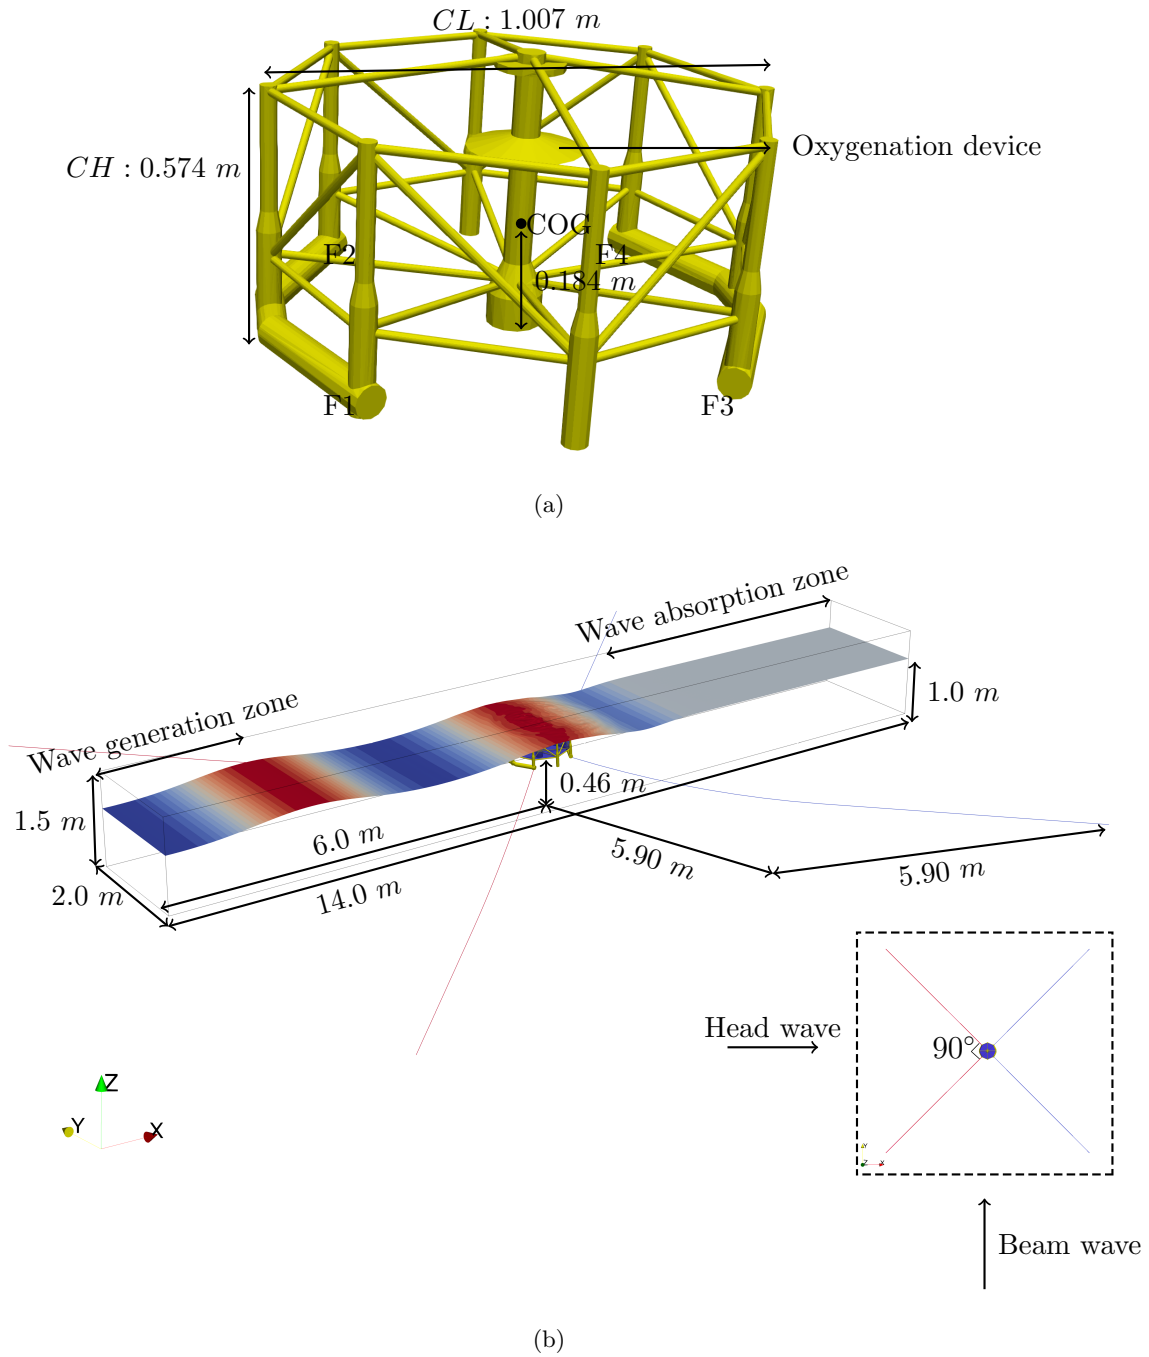 CL : 1.007 m
CH : 0.574 m
Oxygenation device
COG
F2
F4
0.184 m
F1
F3
(a)
Wave absorption zone
Wave generation zone
1.0 m
0.46 m
1.5 m
6.0 m
5.90 m
5.90 m
2.0 m
14.0 m
Head wave
90°
Z
Y
X
Y
Z
X
Beam wave
(b)